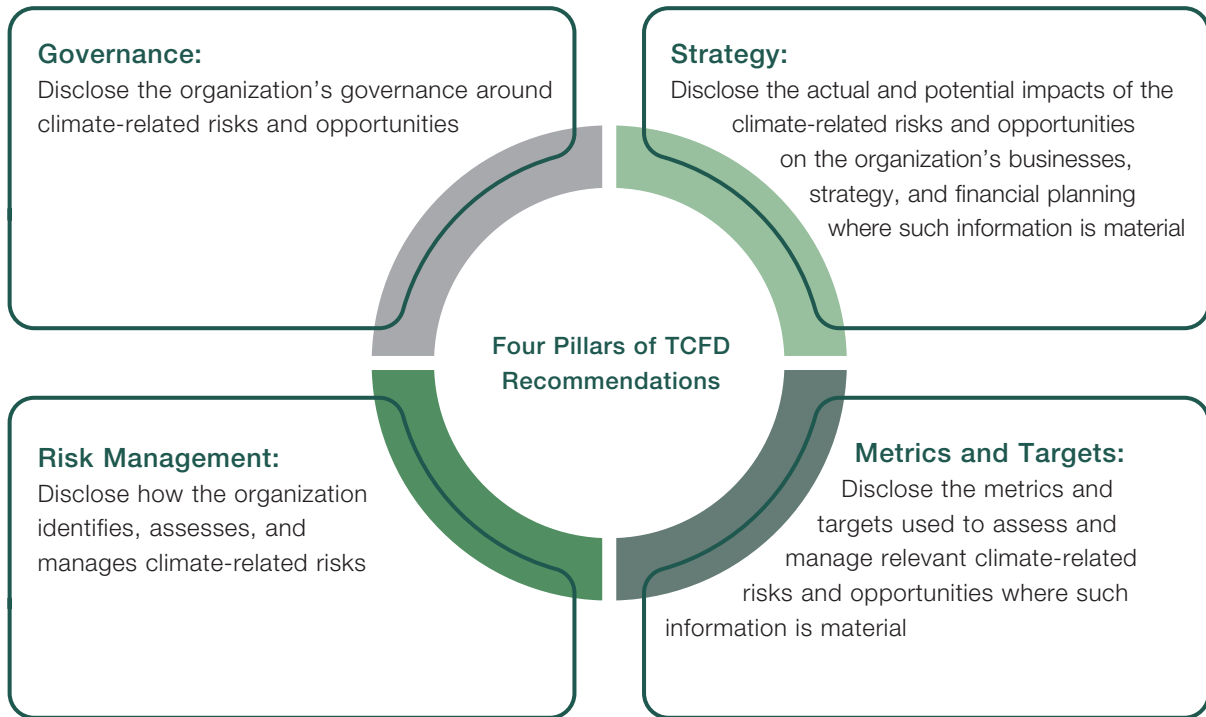 Governance:
Disclose the organization’s governance around
climate-related risks and opportunities
Strategy:
Disclose the actual and potential impacts of the
climate-related risks and opportunities
on the organization’s businesses,
strategy, and financial planning
where such information is material
Four Pillars of TCFD
Recommendations
Risk Management:
Disclose how the organization
identifies, assesses, and
manages climate-related risks
Metrics and Targets:
Disclose the metrics and
targets used to assess and
manage relevant climate-related
risks and opportunities where such
information is material